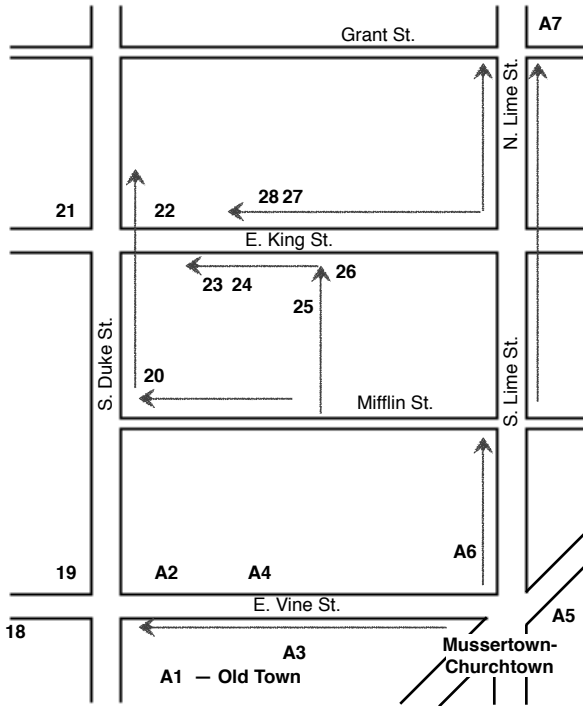 A7
Grant St.
N. Lime St.
28 27
21
22
E. King St.
26
23 24
25
S. Duke St.
S. Lime St.
20
Mifflin St.
A6
19
A2
A4
E. Vine St.
A5
18
Mussertown-
Churchtown
A3
A1 – Old Town